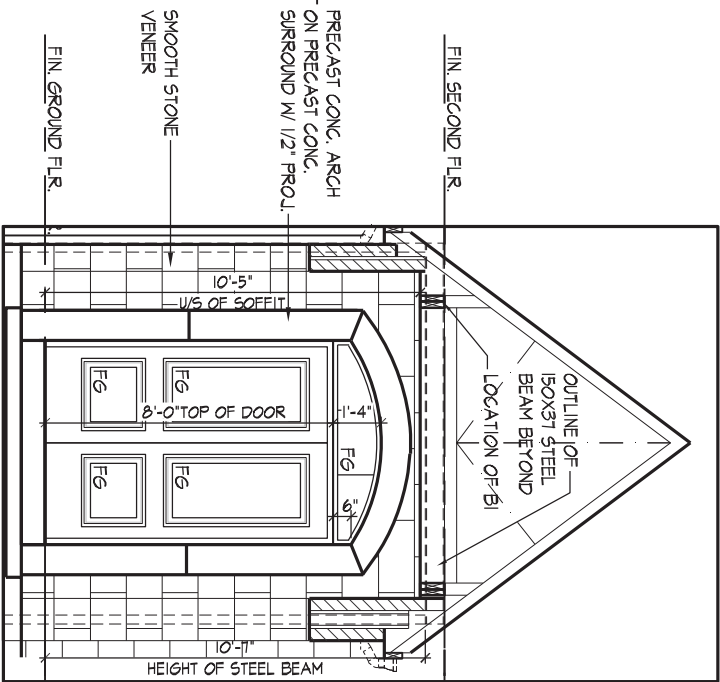 FIN. SECOND FLR.
PRECAST CONC. ARCH
ON PRECAST CONC.
SURROUND W/ 1/2" PROJ.
SMOOTH STONE
VENEER
FIN. GROUND FLR.
OUTLINE OF
150X37 STEEL
BEAM BEYOND
LOCATION OF B1
10'-5"
U/S OF SOFFIT
8'-0" TOP OF DOOR
1'-4"
6"
FG
FG
FG
FG
FG
10'-7"
HEIGHT OF STEEL BEAM